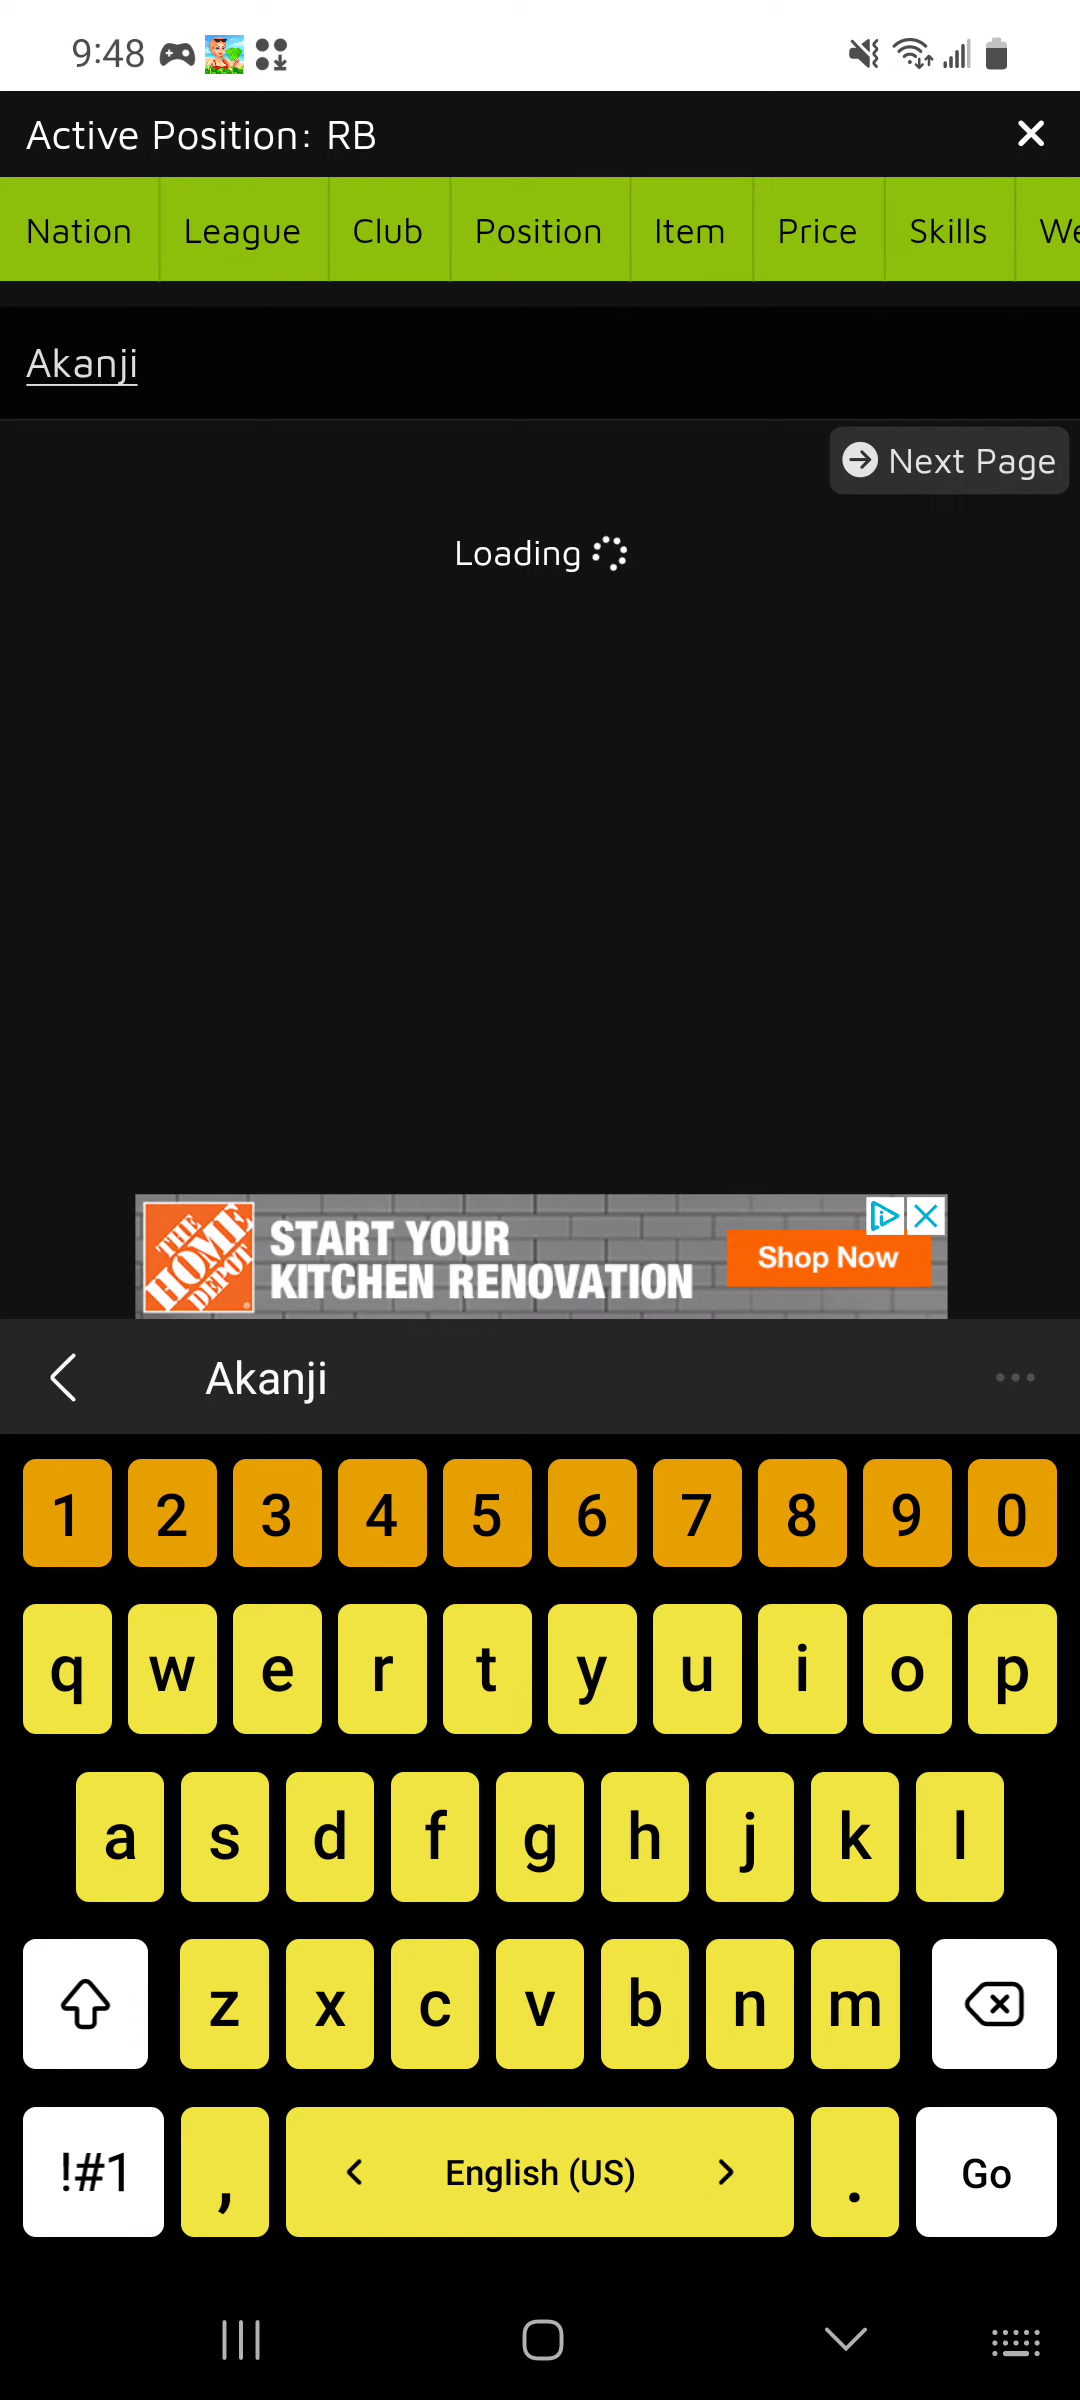 9:48
Active Position: RB
Nation League Club Position Item Price Skills We
Akanji
Next Page
Loading
THE HOME DEPOT
START YOUR
KITCHEN RENOVATION
Shop Now
Akanji
1 2 3 4 5 6 7 8 9 0
q w e r t y u i o p
a s d f g h j k l
z x c v b n m
!#1 , English (US) . Go